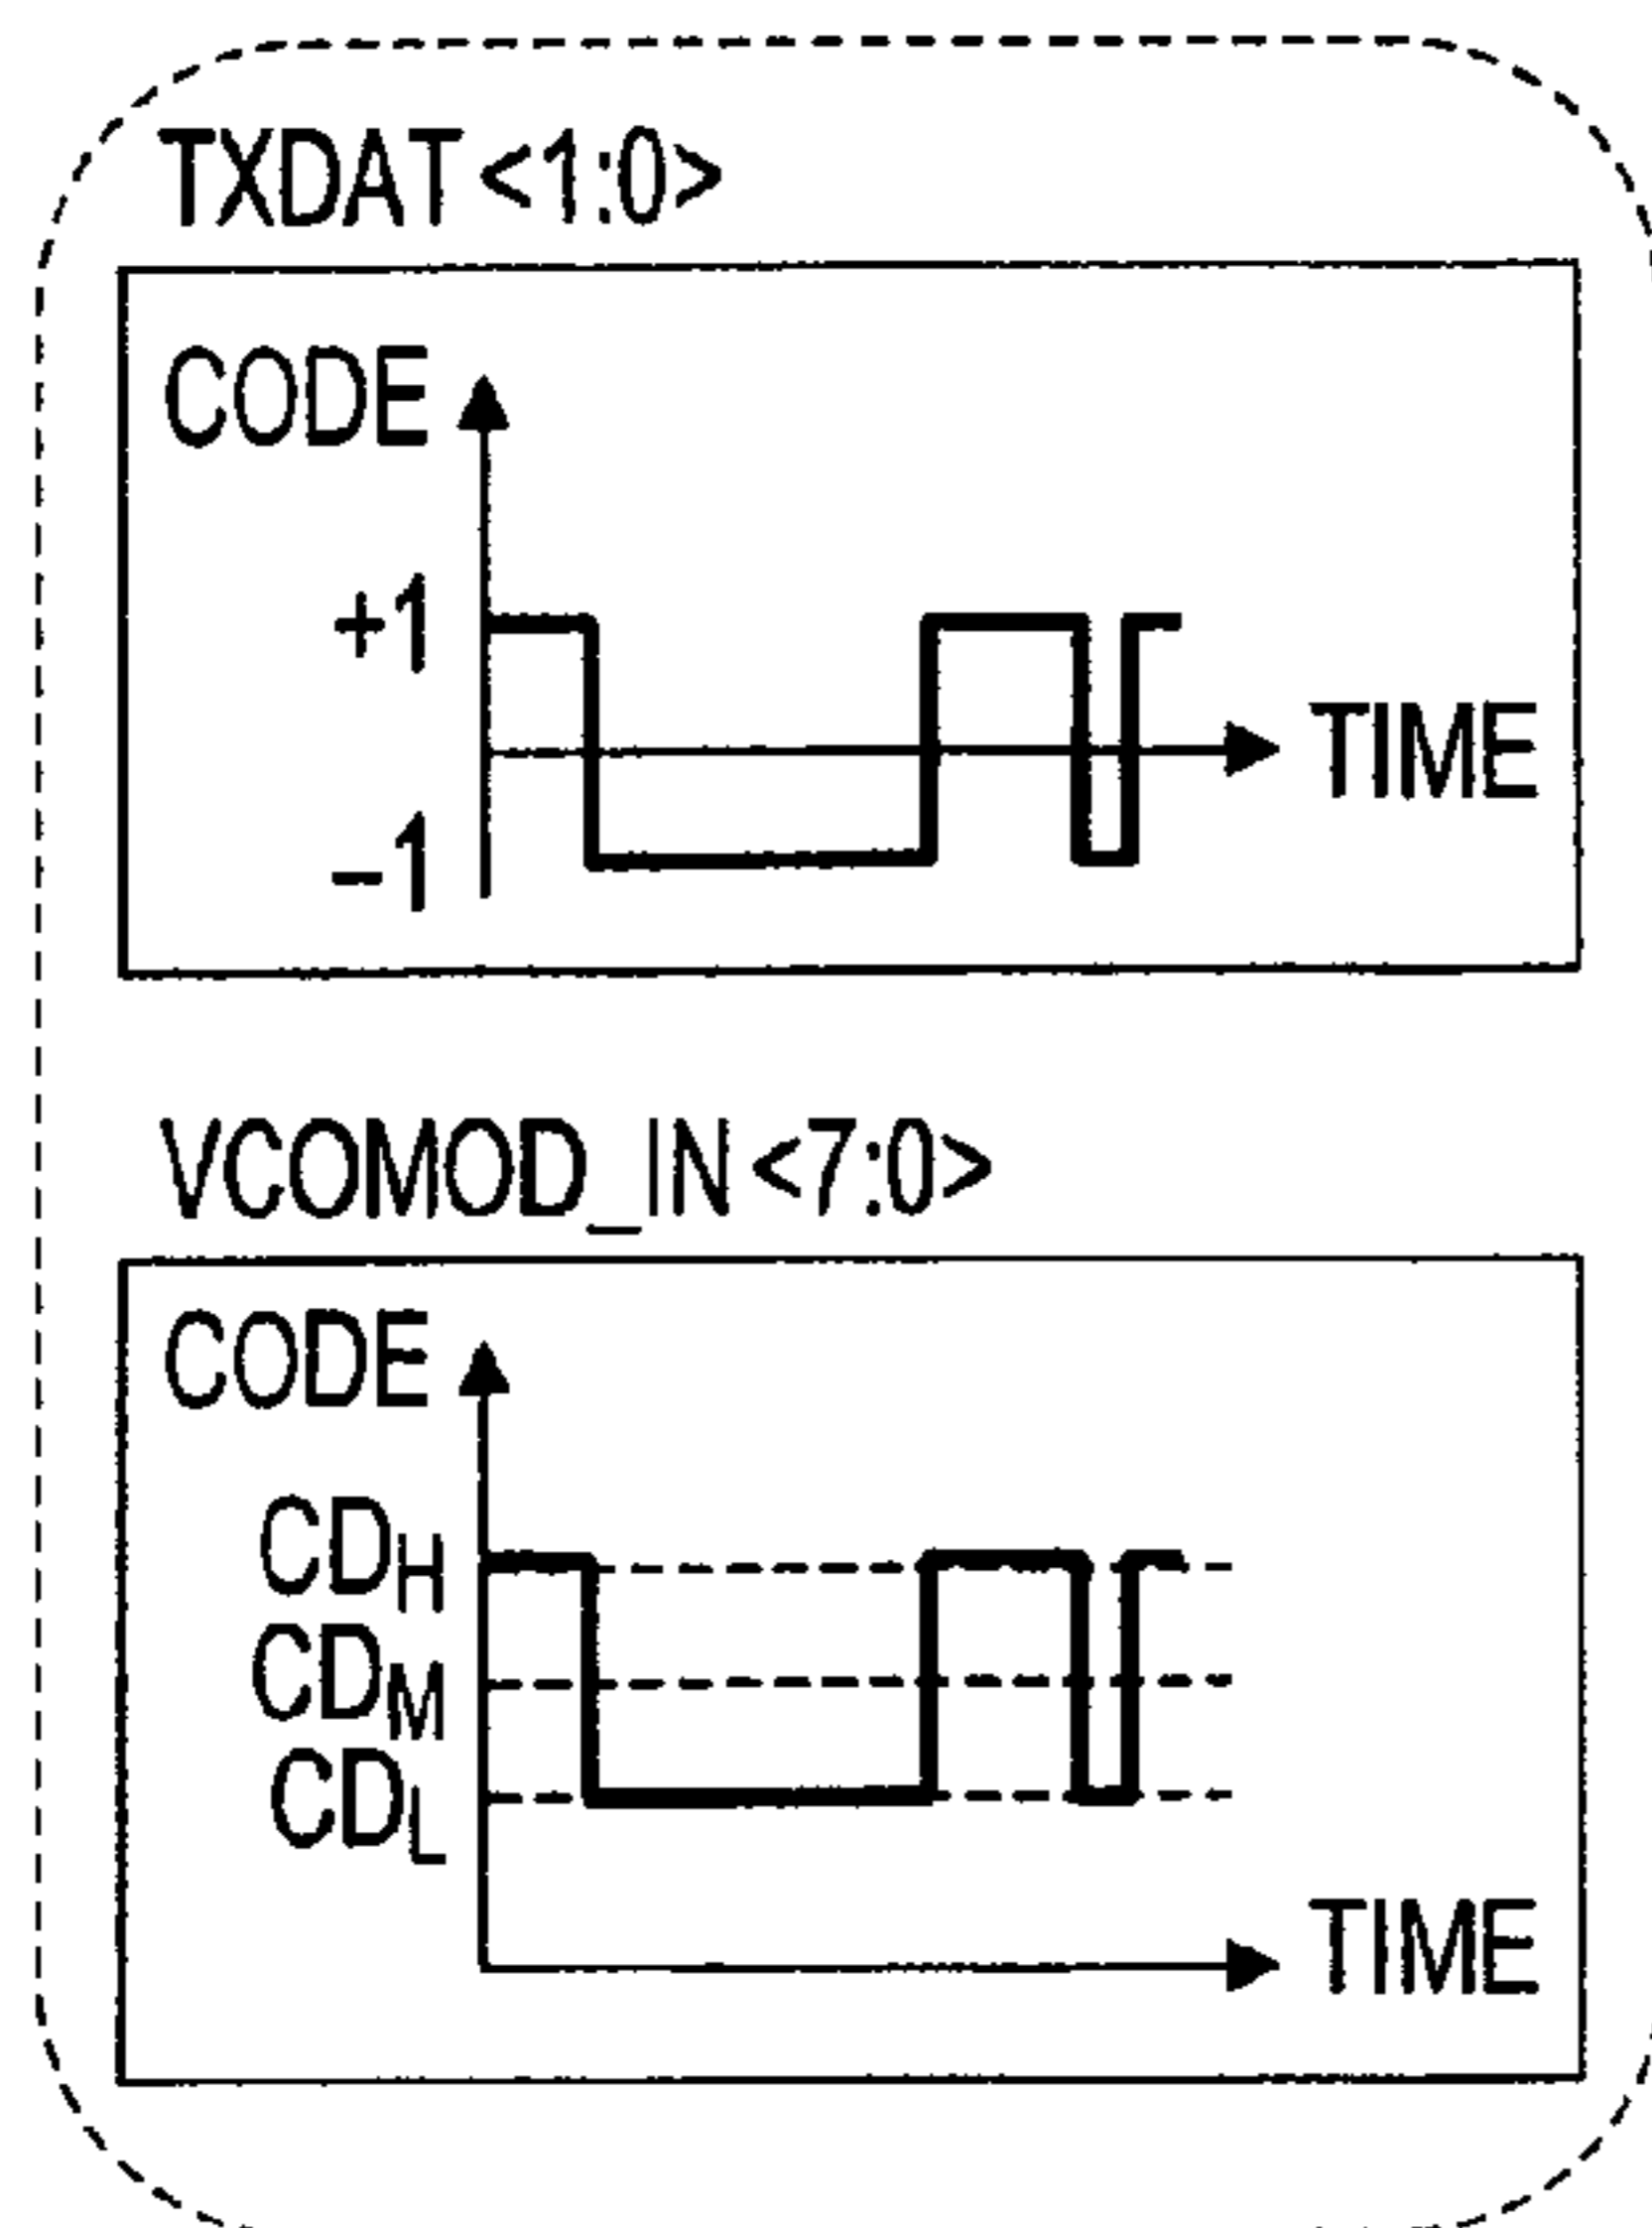 TXDAT<1:0>
CODE
+1
TIME
−1
VCOMOD_IN<7:0>
CODE
CDH
CDM
CDL
TIME